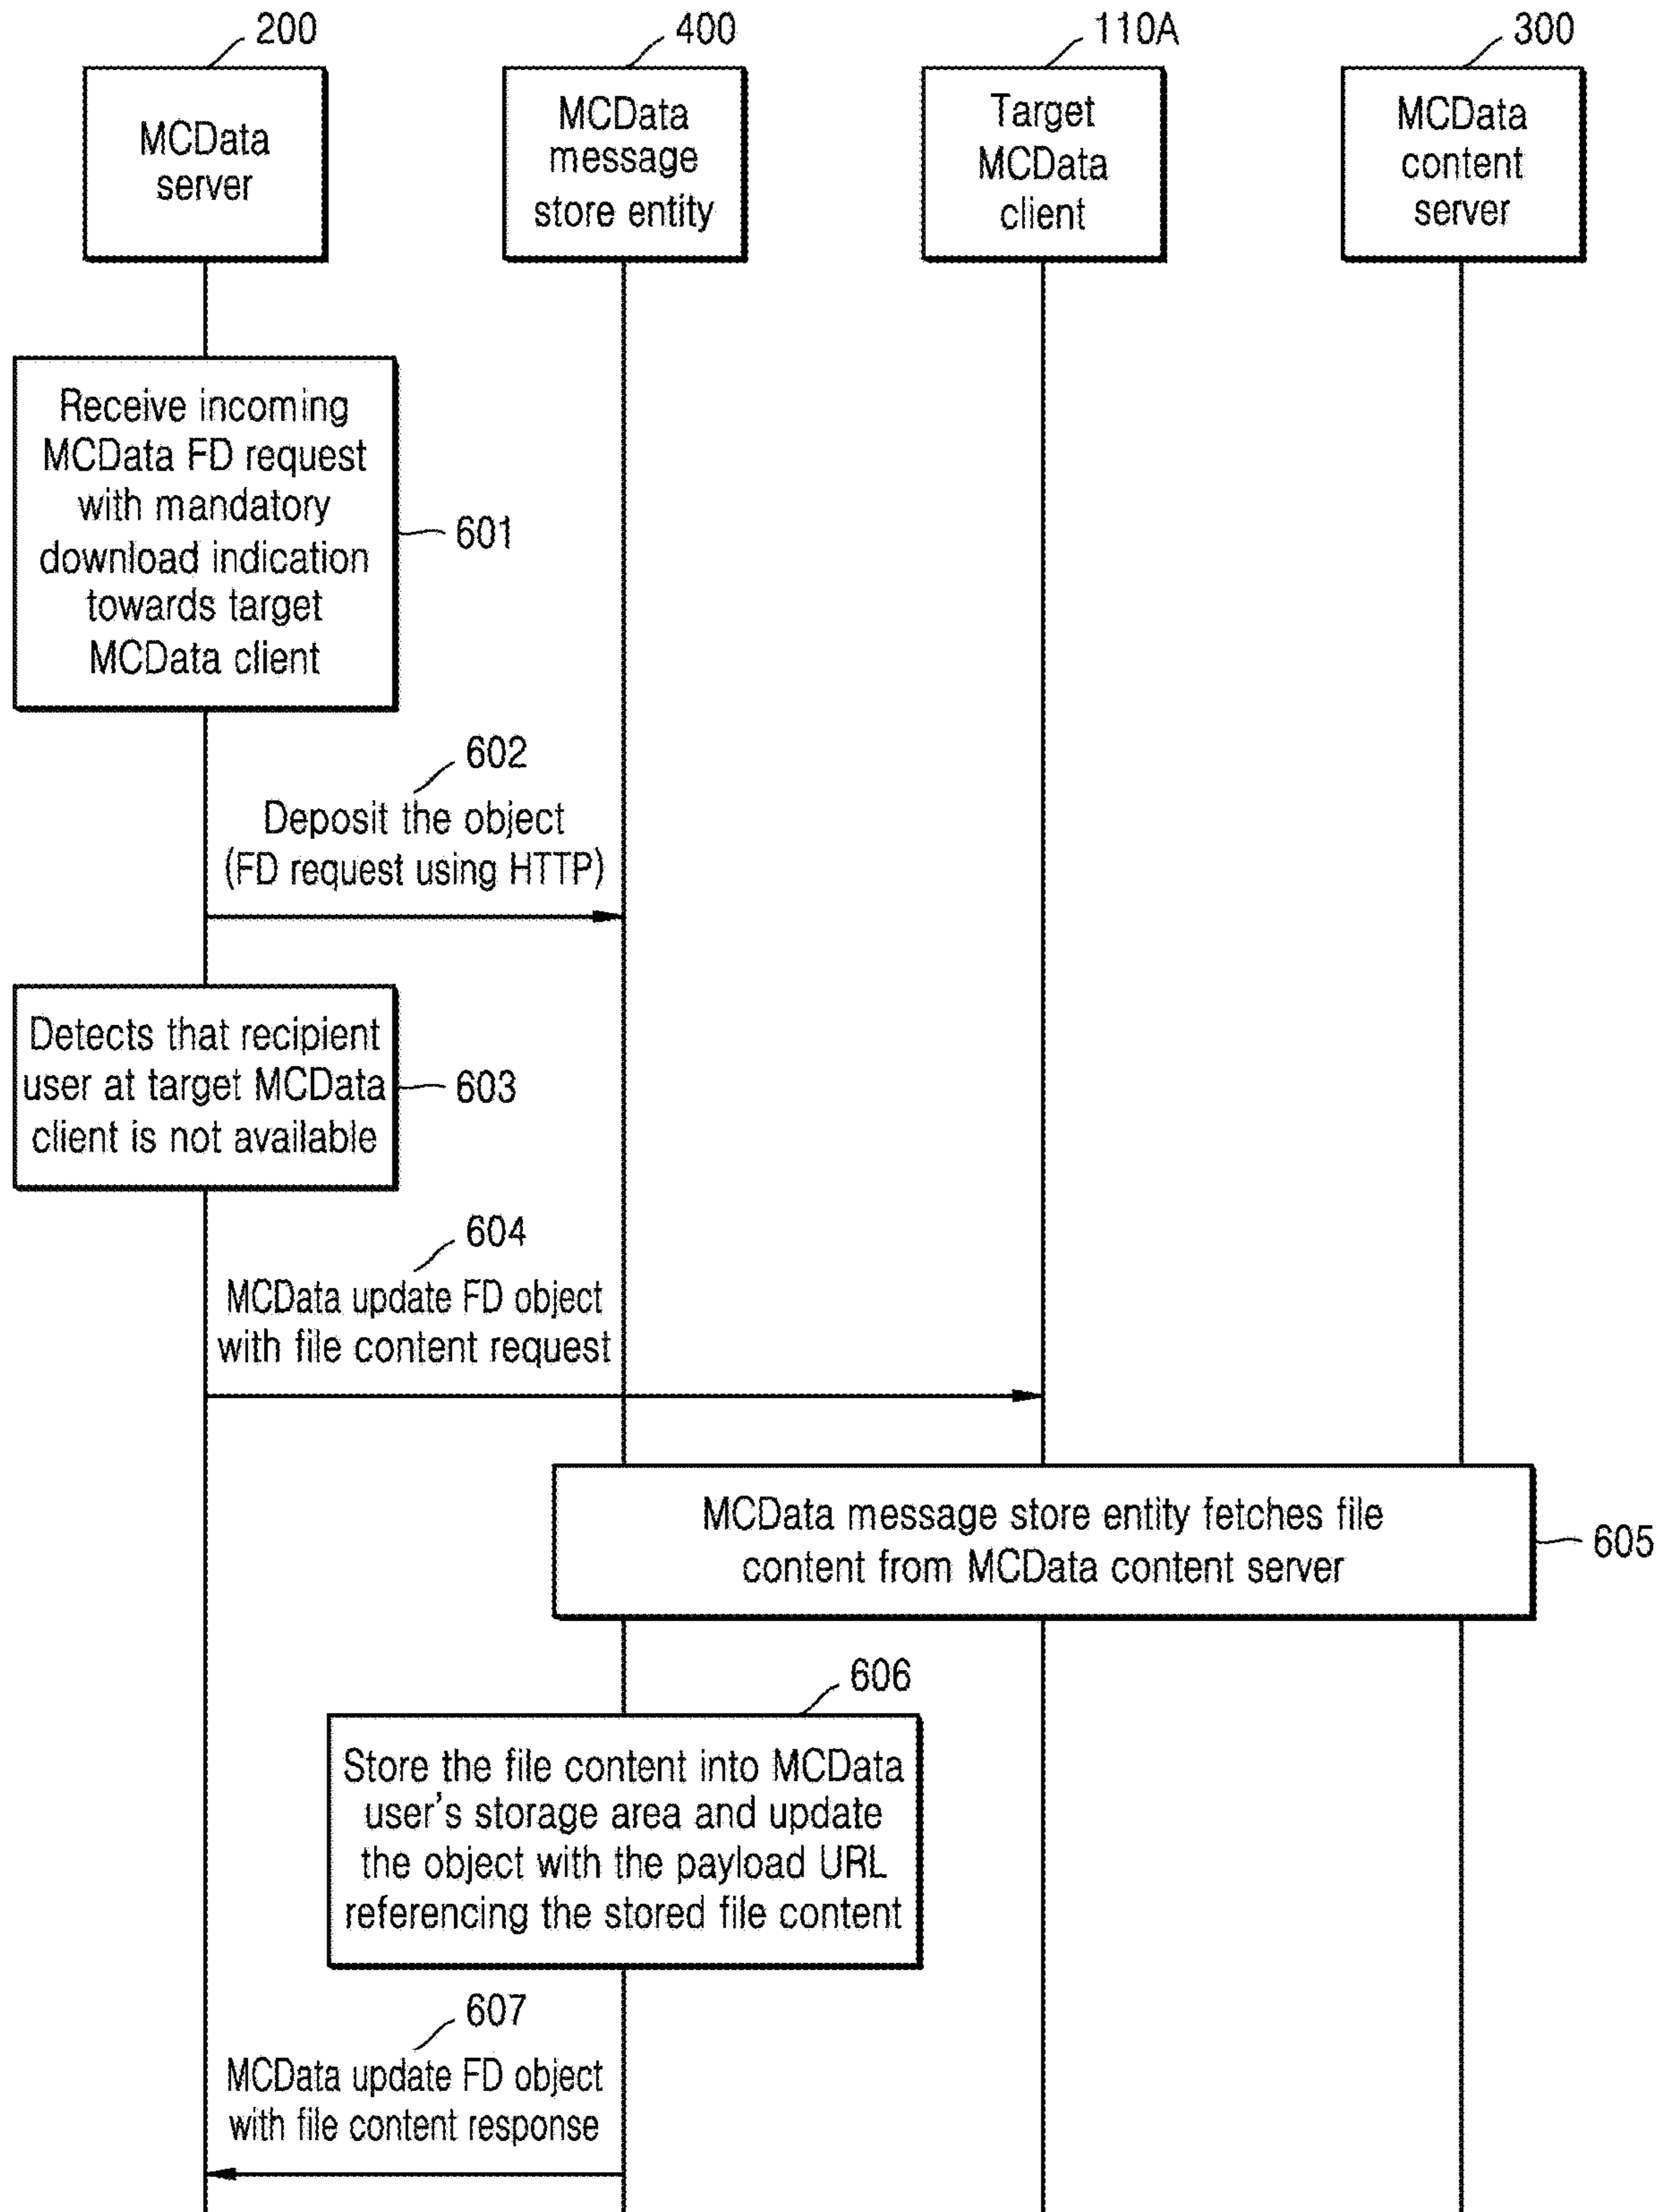 200
400
110A
300
MCData
server
MCData
message
store entity
Target
MCData
client
MCData
content
server
Receive incoming
MCData FD request
with mandatory
download indication
towards target
MCData client
601
602
Deposit the object
(FD request using HTTP)
Detects that recipient
user at target MCData
client is not available
603
604
MCData update FD object
with file content request
MCData message store entity fetches file
content from MCData content server
605
606
Store the file content into MCData
user's storage area and update
the object with the payload URL
referencing the stored file content
607
MCData update FD object
with file content response